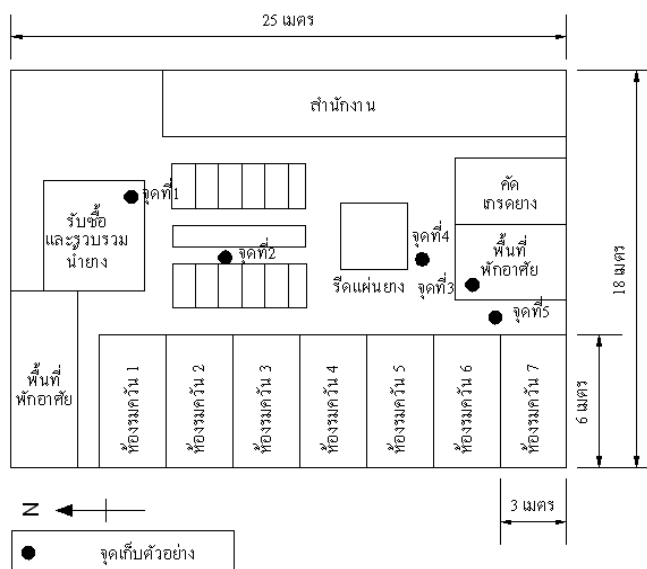 25 เมตร
สำนักงาน
จุดที่1
รับซื้อ
และรวบรวม
น้ำยาง
จุดที่2
รีดแผ่นยาง
จุดที่4
จุดที่3
คัด
เกรดยาง
พื้นที่
พักอาศัย
จุดที่5
18 เมตร
พื้นที่
พักอาศัย
ห้องรมควัน 1
ห้องรมควัน 2
ห้องรมควัน 3
ห้องรมควัน 4
ห้องรมควัน 5
ห้องรมควัน 6
ห้องรมควัน 7
6 เมตร
3 เมตร
N
จุดเก็บตัวอย่าง